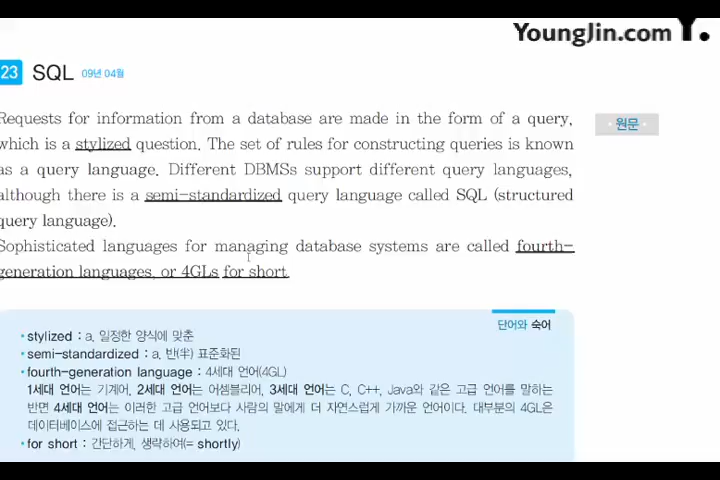 YoungJin.com Y.
23 SQL 09년 04월
Requests for information from a database are made in the form of a query,
원문
which is a stylized question. The set of rules for constructing queries is known
as a query language. Different DBMSs support different query languages,
although there is a semi-standardized query language called SQL (structured
query language).
Sophisticated languages for managing database systems are called fourth-
generation languages, or 4GLs for short
단어와 숙어
• stylized : a. 일정한 양식에 맞춘
• semi-standardized : a. 반(半) 표준화된
• fourth-generation language : 4세대 언어(4GL)
1세대 언어는 기계어, 2세대 언어는 어셈블리어, 3세대 언어는 C, C++, Java와 같은 고급 언어를 말하는
반면 4세대 언어는 이러한 고급 언어보다 사람의 말에게 더 자연스럽게 가까운 언어이다. 대부분의 4GL은
데이터베이스에 접근하는 데 사용되고 있다.
• for short : 간단하게, 생략하여(= shortly)